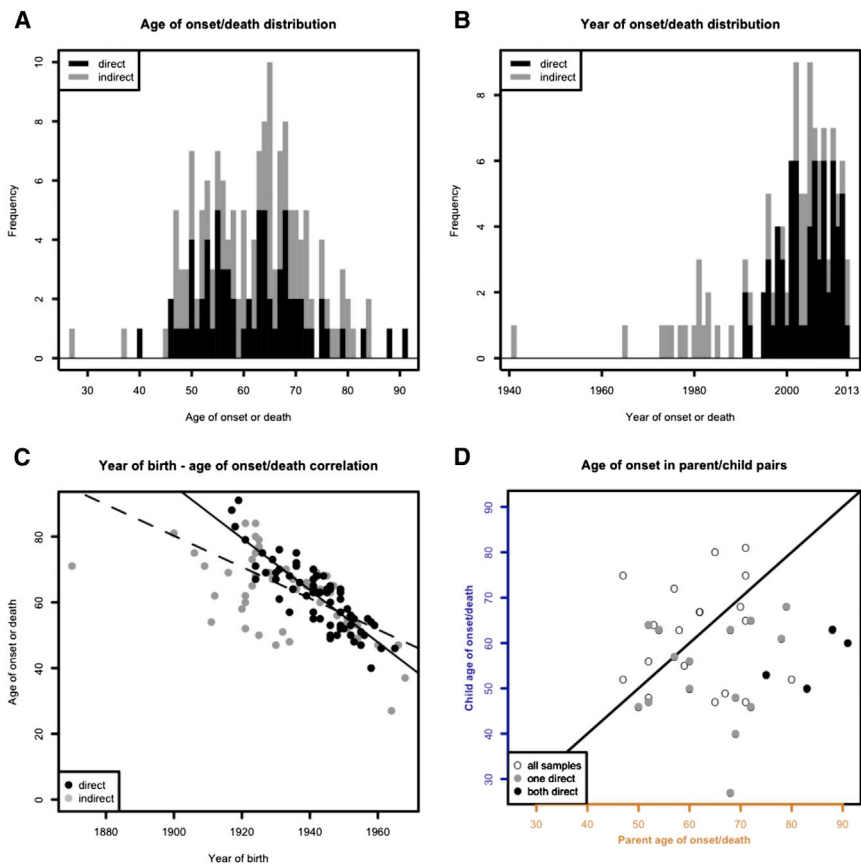 A
Age of onset/death distribution
direct
indirect
Frequency
10
8
6
4
2
0
30 40 50 60 70 80 90
Age of onset or death
B
Year of onset/death distribution
direct
indirect
Frequency
8
6
4
2
0
1940 1960 1980 2000 2013
Year of onset or death
C
Year of birth - age of onset/death correlation
Age of onset or death
80
60
40
20
0
direct
indirect
1880 1900 1920 1940 1960
Year of birth
D
Age of onset in parent/child pairs
Child age of onset/death
90
80
70
60
50
40
30
all samples
one direct
both direct
30 40 50 60 70 80 90
Parent age of onset/death